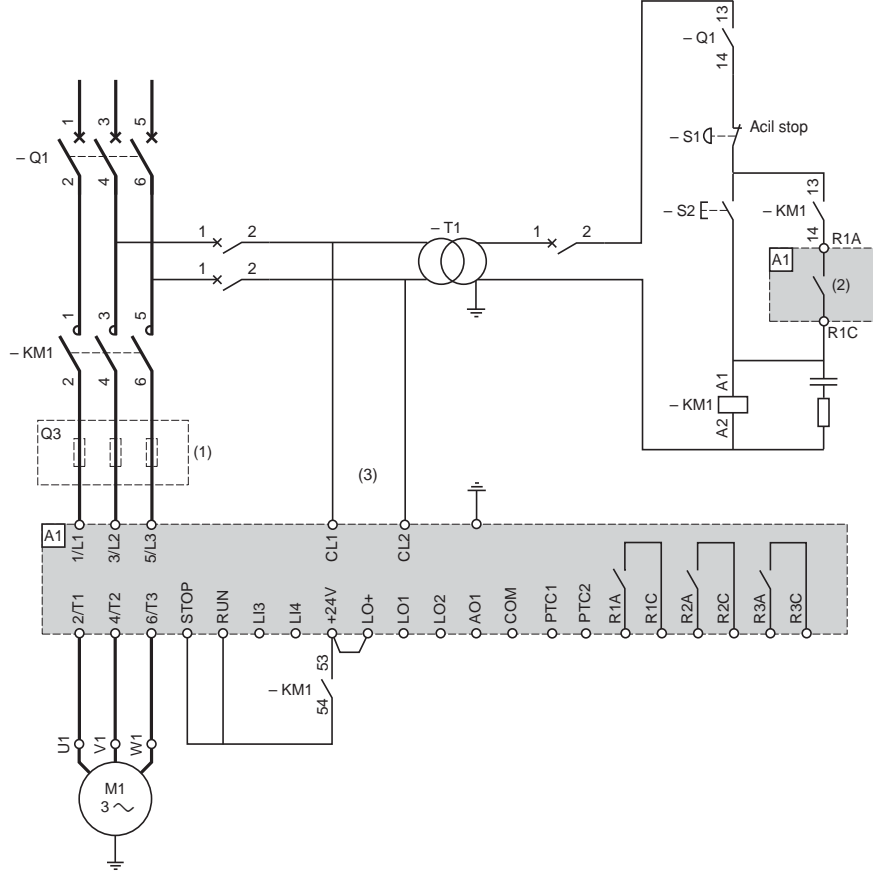 13
– Q1
14
1 3 5
– S1 Acil stop
– Q1
2 4 6
13
– S2 – KM1
14
R1A
1 2 – T1 1 2
A1
(2)
1 2
R1C
1 3 5
– KM1
2 4 6
A1
– KM1
A2
Q3
(1)
(3)
A1
1/L1 3/L2 5/L3 CL1 CL2
2/T1 4/T2 6/T3 STOP RUN LI3 LI4 +24V LO+ LO1 LO2 AO1 COM PTC1 PTC2 R1A R1C R2A R2C R3A R3C
53
– KM1
54
U1 V1 W1
M1
3